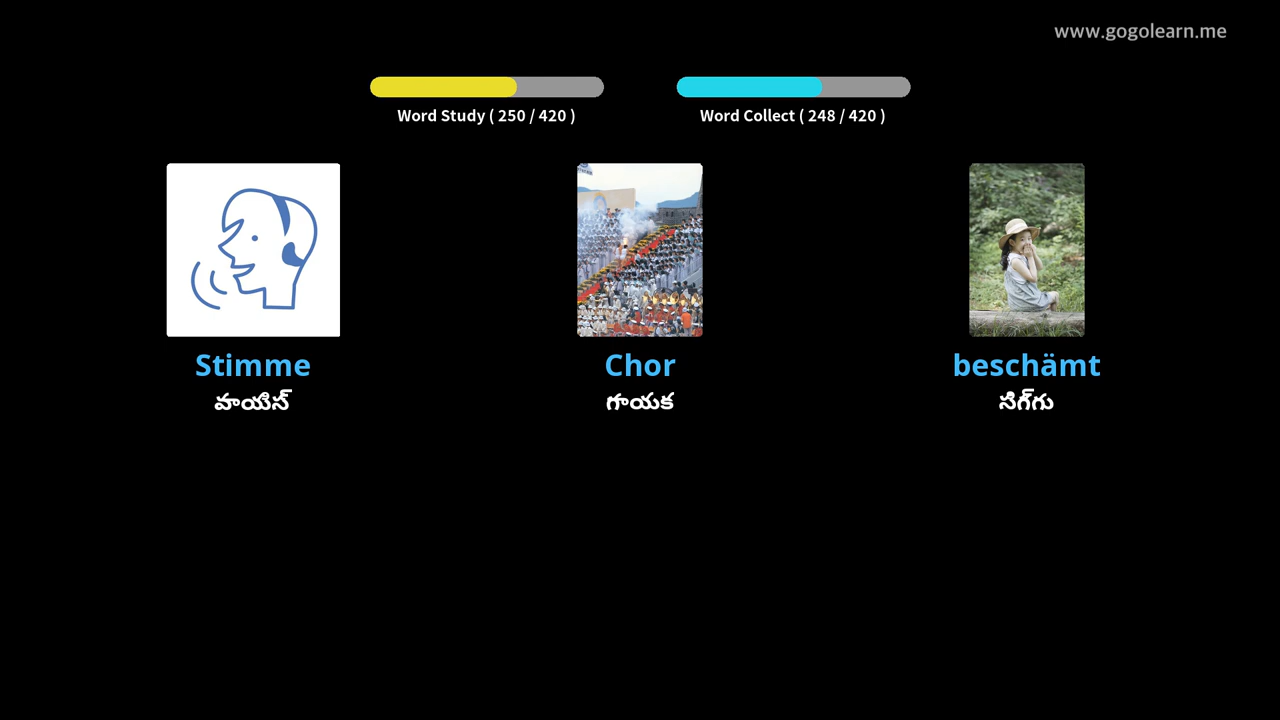 www.gogolearn.me
Word Study ( 250 / 420 )
Word Collect ( 248 / 420 )
Stimme
Chor
beschämt
వాయిస్
గాయక
సిగ్గు